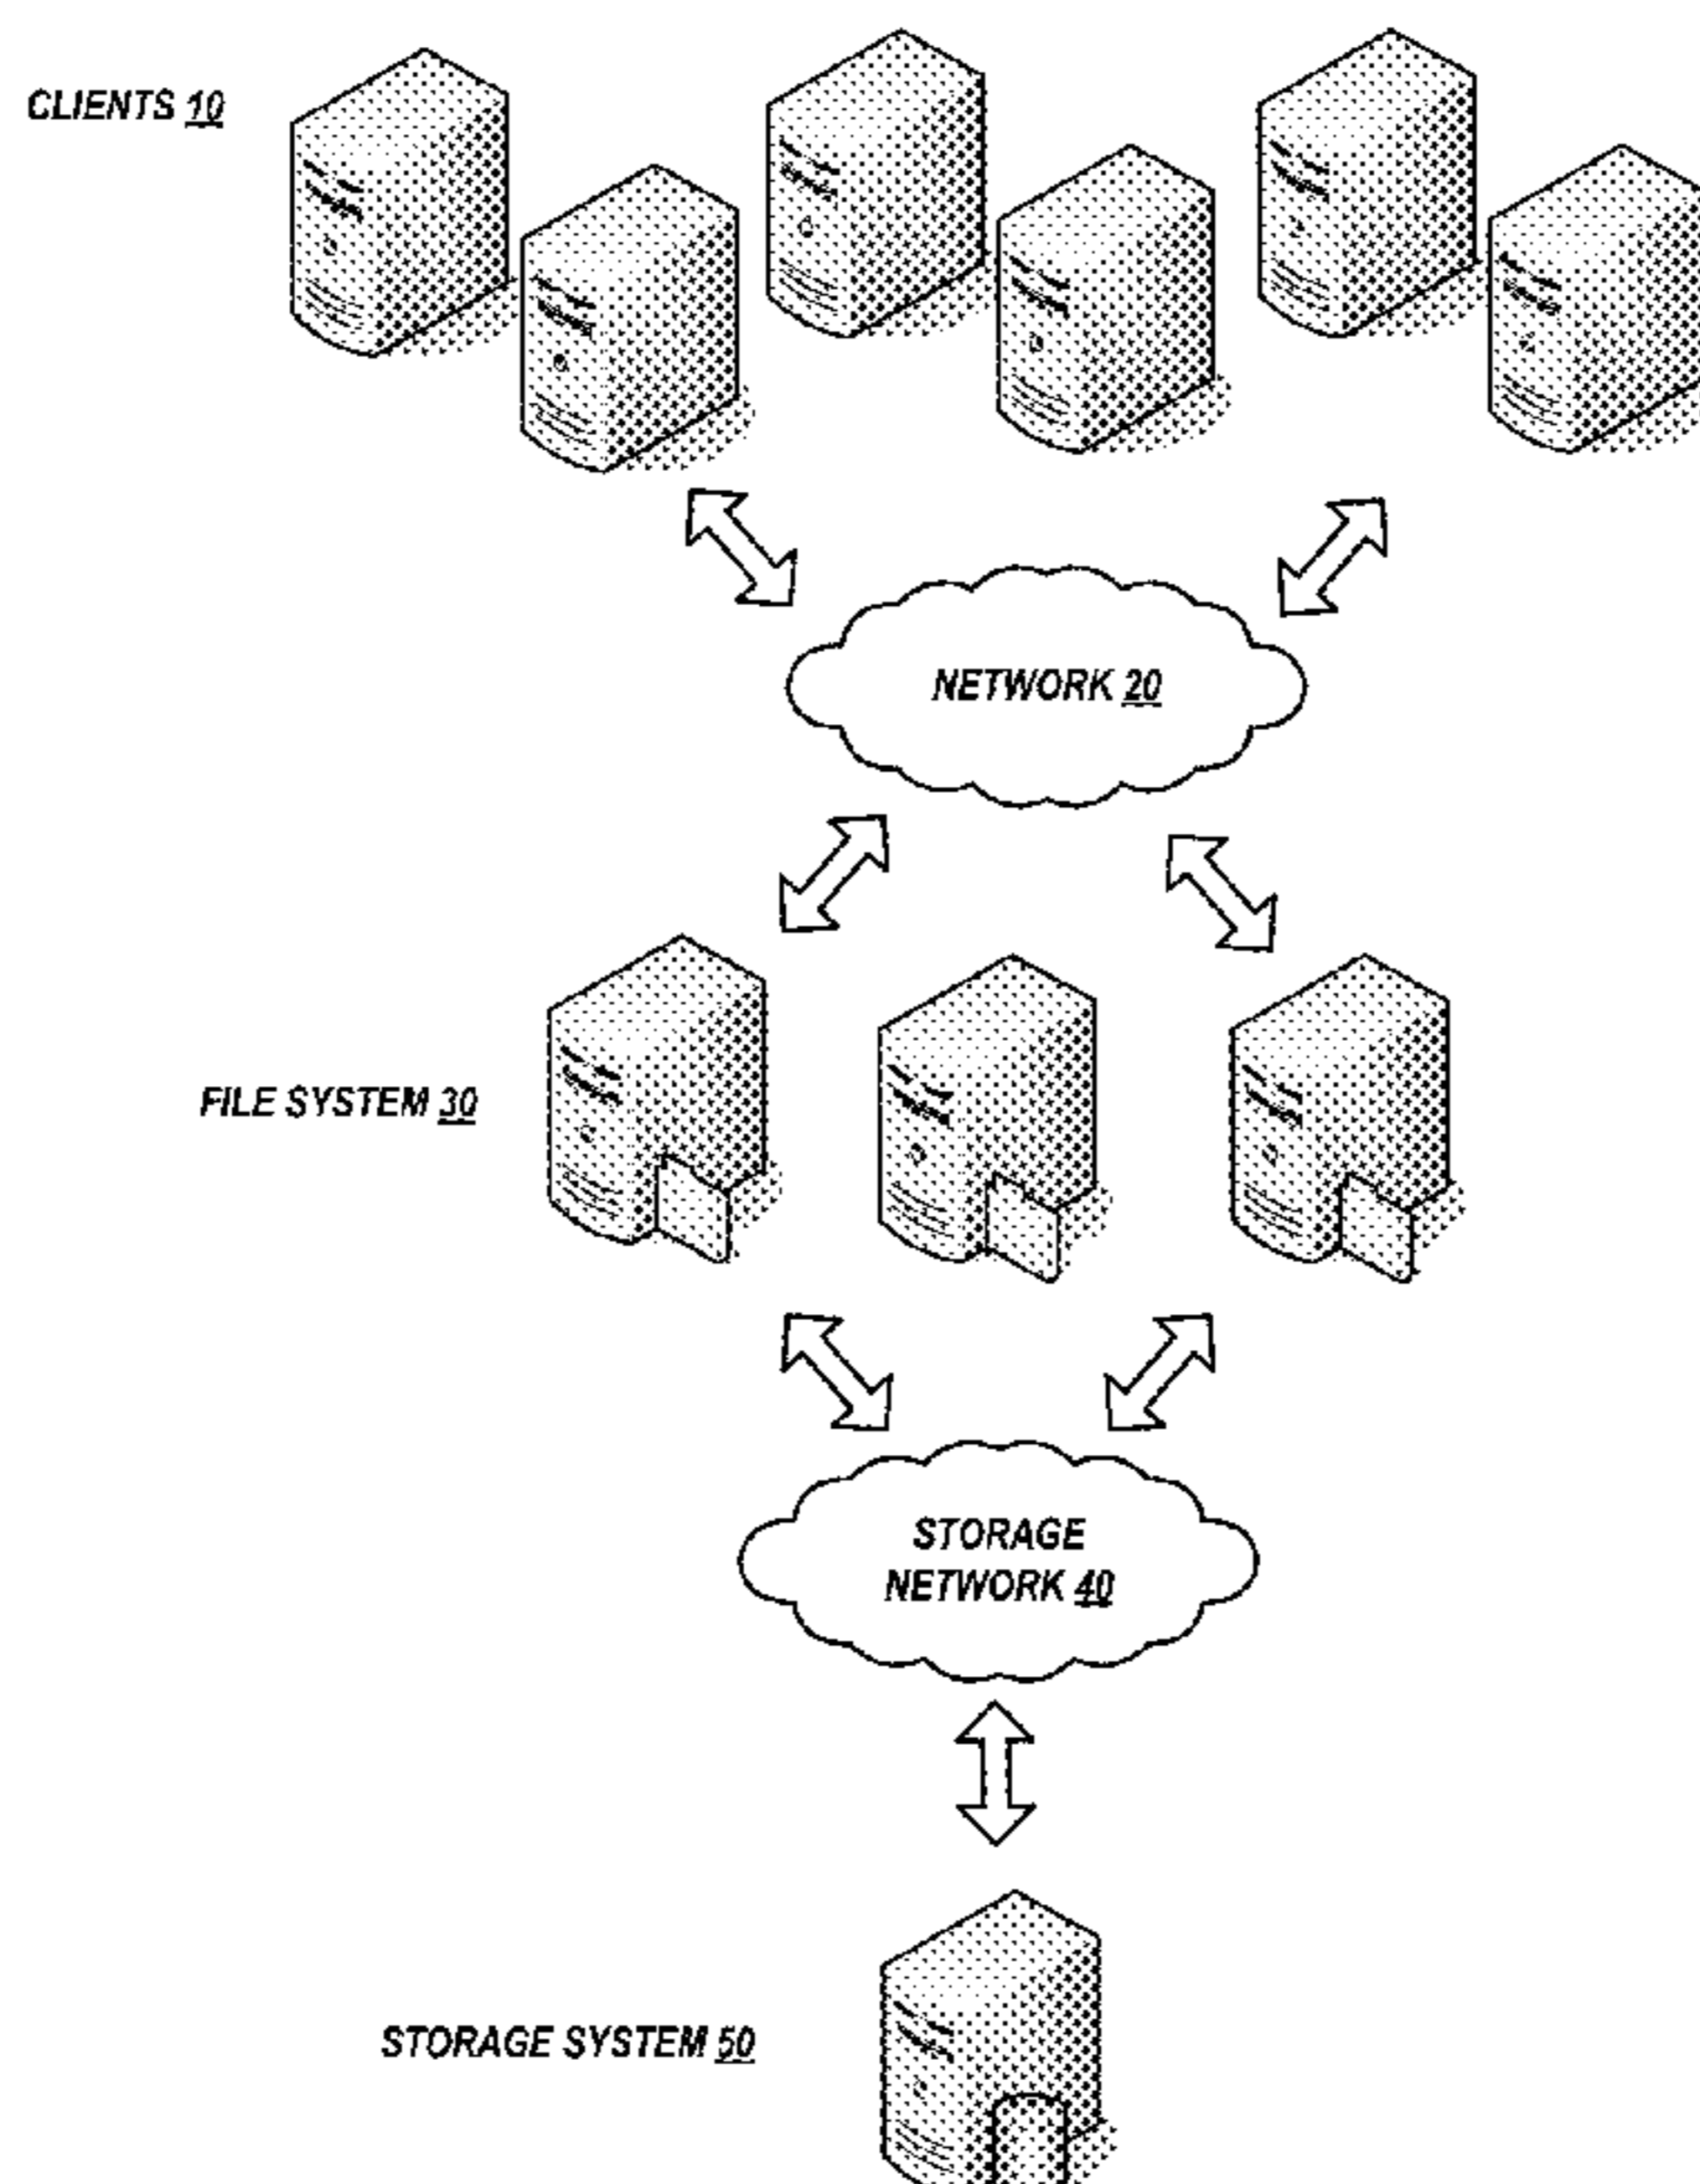 CLIENTS 10
NETWORK 20
FILE SYSTEM 30
STORAGE
NETWORK 40
STORAGE SYSTEM 50